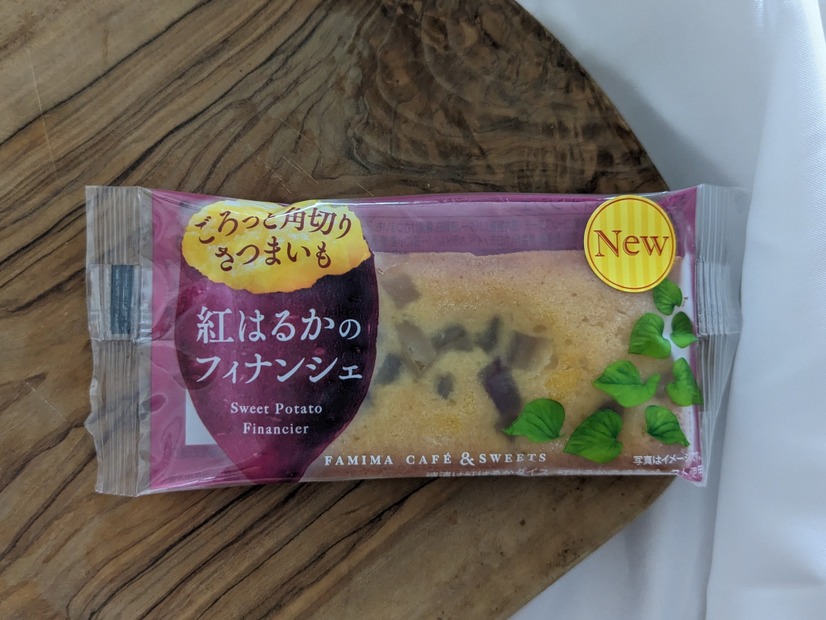 ごろっと角切り
さつまいも
紅はるかの
フィナンシェ
Sweet Potato
Financier
New
FAMIMA CAFÉ & SWEETS
写真はイメージ